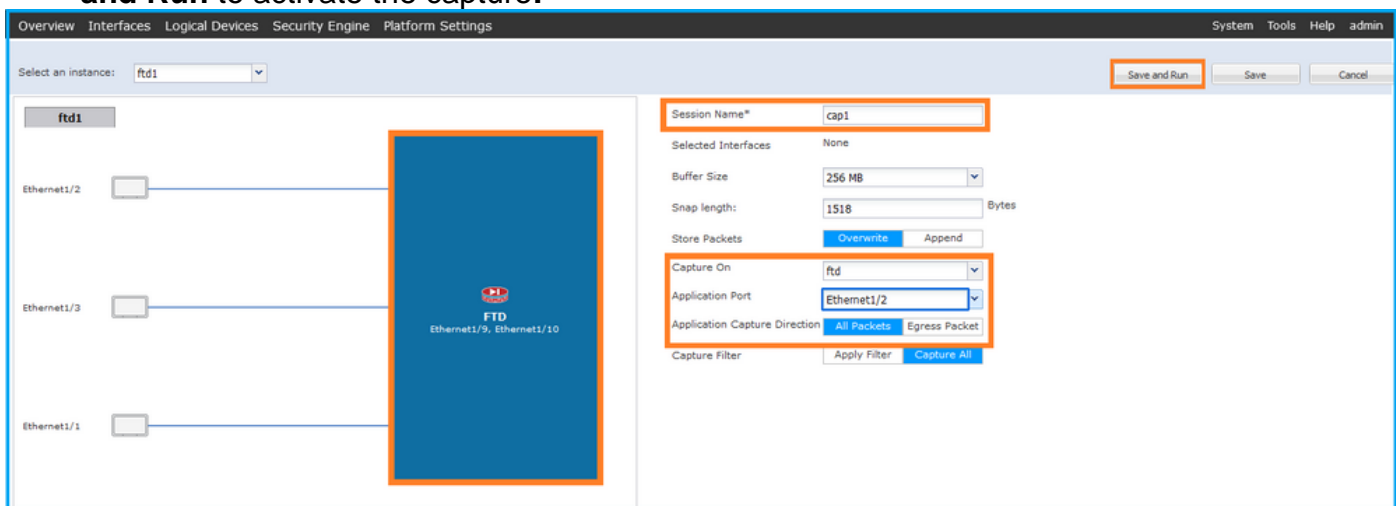 and Run to activate the capture.
Overview Interfaces Logical Devices Security Engine Platform Settings System Tools Help admin
Select an instance: ftd1 Save and Run Save Cancel
ftd1
Ethernet1/2
Ethernet1/3
Ethernet1/1
FTD
Ethernet1/9, Ethernet1/10
Session Name* cap1
Selected Interfaces None
Buffer Size 256 MB
Snap length: 1518 Bytes
Store Packets Overwrite Append
Capture On ftd
Application Port Ethernet1/2
Application Capture Direction All Packets Egress Packet
Capture Filter Apply Filter Capture All